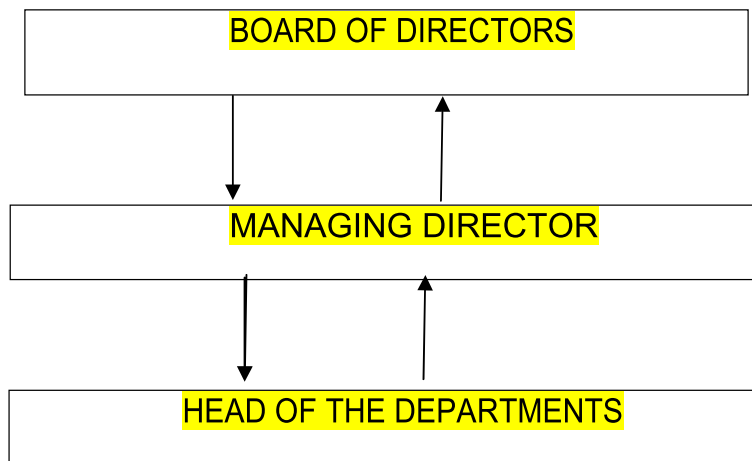 BOARD OF DIRECTORS
MANAGING DIRECTOR
HEAD OF THE DEPARTMENTS